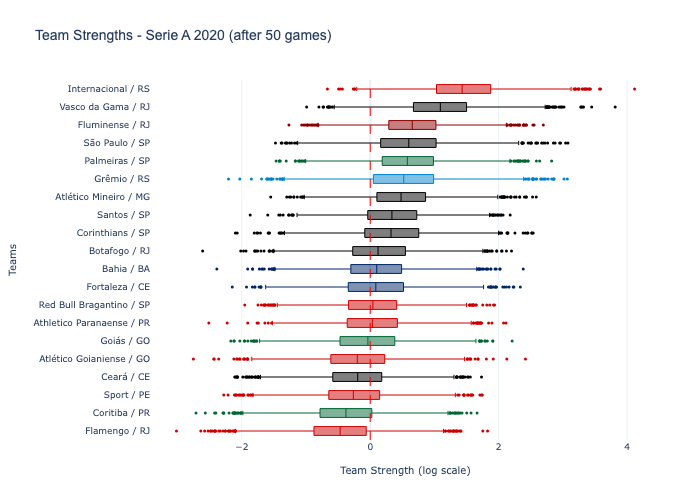 Team Strengths - Serie A 2020 (after 50 games)
Internacional / RS
Vasco da Gama / RJ
Fluminense / RJ
São Paulo / SP
Palmeiras / SP
Grêmio / RS
Atlético Mineiro / MG
Santos / SP
Corinthians / SP
Botafogo / RJ
Bahia / BA
Fortaleza / CE
Red Bull Bragantino / SP
Athletico Paranaense / PR
Goiás / GO
Atlético Goianiense / GO
Ceará / CE
Sport / PE
Coritiba / PR
Flamengo / RJ
Teams
−2 0 2 4
Team Strength (log scale)